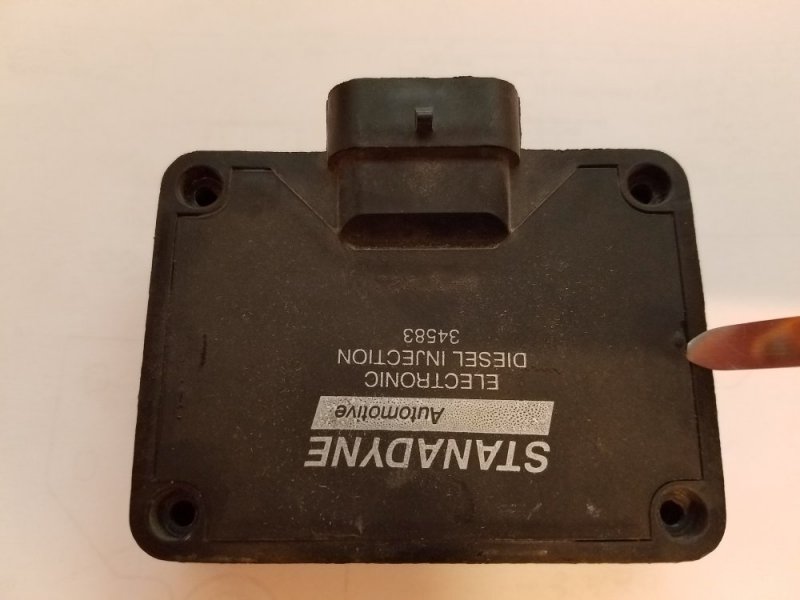 STANADYNE
Automotive
ELECTRONIC
DIESEL INJECTION
34583